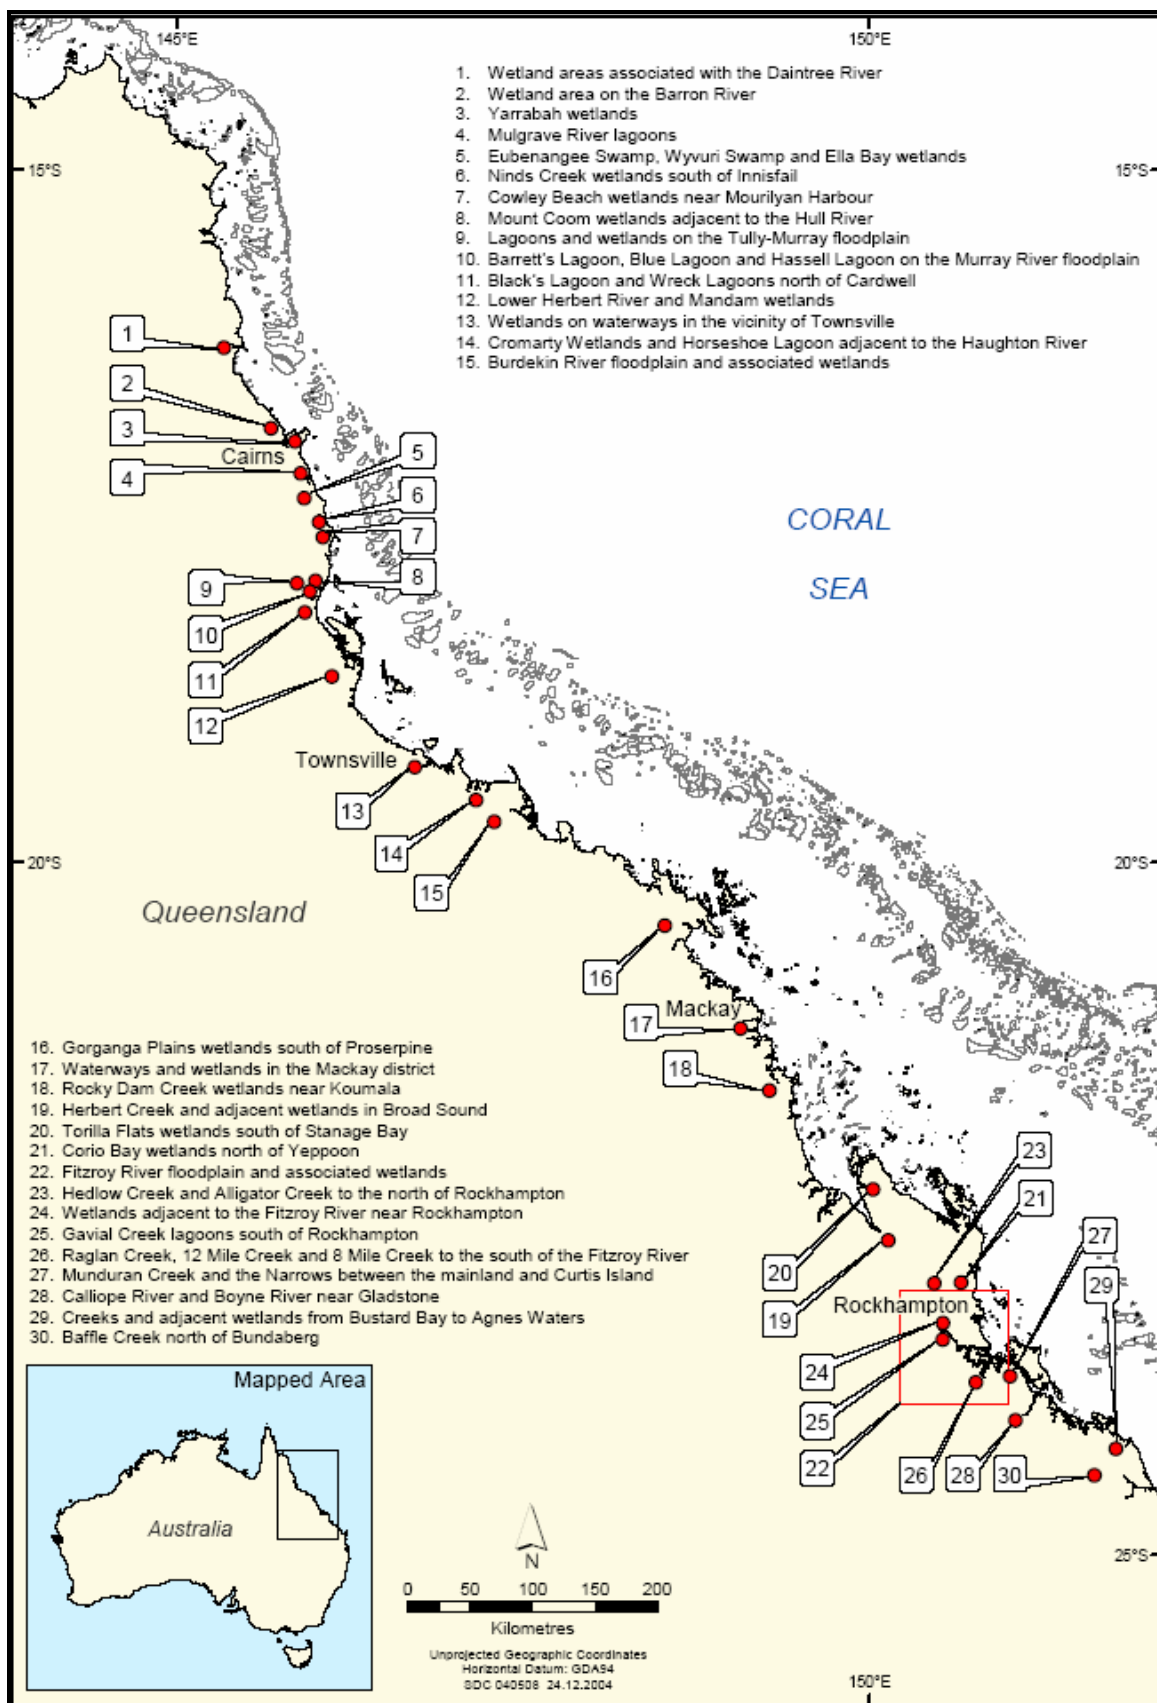 145°E
150°E
1. Wetland areas associated with the Daintree River
2. Wetland area on the Barron River
3. Yarrabah wetlands
4. Mulgrave River lagoons
5. Eubenangee Swamp, Wyvuri Swamp and Ella Bay wetlands
6. Ninds Creek wetlands south of Innisfail
7. Cowley Beach wetlands near Mourilyan Harbour
8. Mount Coom wetlands adjacent to the Hull River
9. Lagoons and wetlands on the Tully-Murray floodplain
10. Barrett's Lagoon, Blue Lagoon and Hassell Lagoon on the Murray River floodplain
11. Black's Lagoon and Wreck Lagoons north of Cardwell
12. Lower Herbert River and Mandam wetlands
13. Wetlands on waterways in the vicinity of Townsville
14. Cromarty Wetlands and Horseshoe Lagoon adjacent to the Haughton River
15. Burdekin River floodplain and associated wetlands
15°S
15°S
1
2
3
Cairns
4
5
6
7
8
9
10
11
12
CORAL
SEA
Townsville
13
14
15
20°S
20°S
Queensland
16
Mackay
17
18
16. Gorganga Plains wetlands south of Proserpine
17. Waterways and wetlands in the Mackay district
18. Rocky Dam Creek wetlands near Koumala
19. Herbert Creek and adjacent wetlands in Broad Sound
20. Torilla Flats wetlands south of Stanage Bay
21. Corio Bay wetlands north of Yeppoon
22. Fitzroy River floodplain and associated wetlands
23. Hedlow Creek and Alligator Creek to the north of Rockhampton
24. Wetlands adjacent to the Fitzroy River near Rockhampton
25. Gavial Creek lagoons south of Rockhampton
26. Raglan Creek, 12 Mile Creek and 8 Mile Creek to the south of the Fitzroy River
27. Munduran Creek and the Narrows between the mainland and Curtis Island
28. Calliope River and Boyne River near Gladstone
29. Creeks and adjacent wetlands from Bustard Bay to Agnes Waters
30. Baffle Creek north of Bundaberg
23
21
27
29
20
19
Rockhampton
24
25
22
26
28
30
Mapped Area
Australia
N
0 50 100 150 200
Kilometres
Unprojected Geographic Coordinates
Horizontal Datum: GDA94
SDC 040508 24.12.2004
25°S
150°E